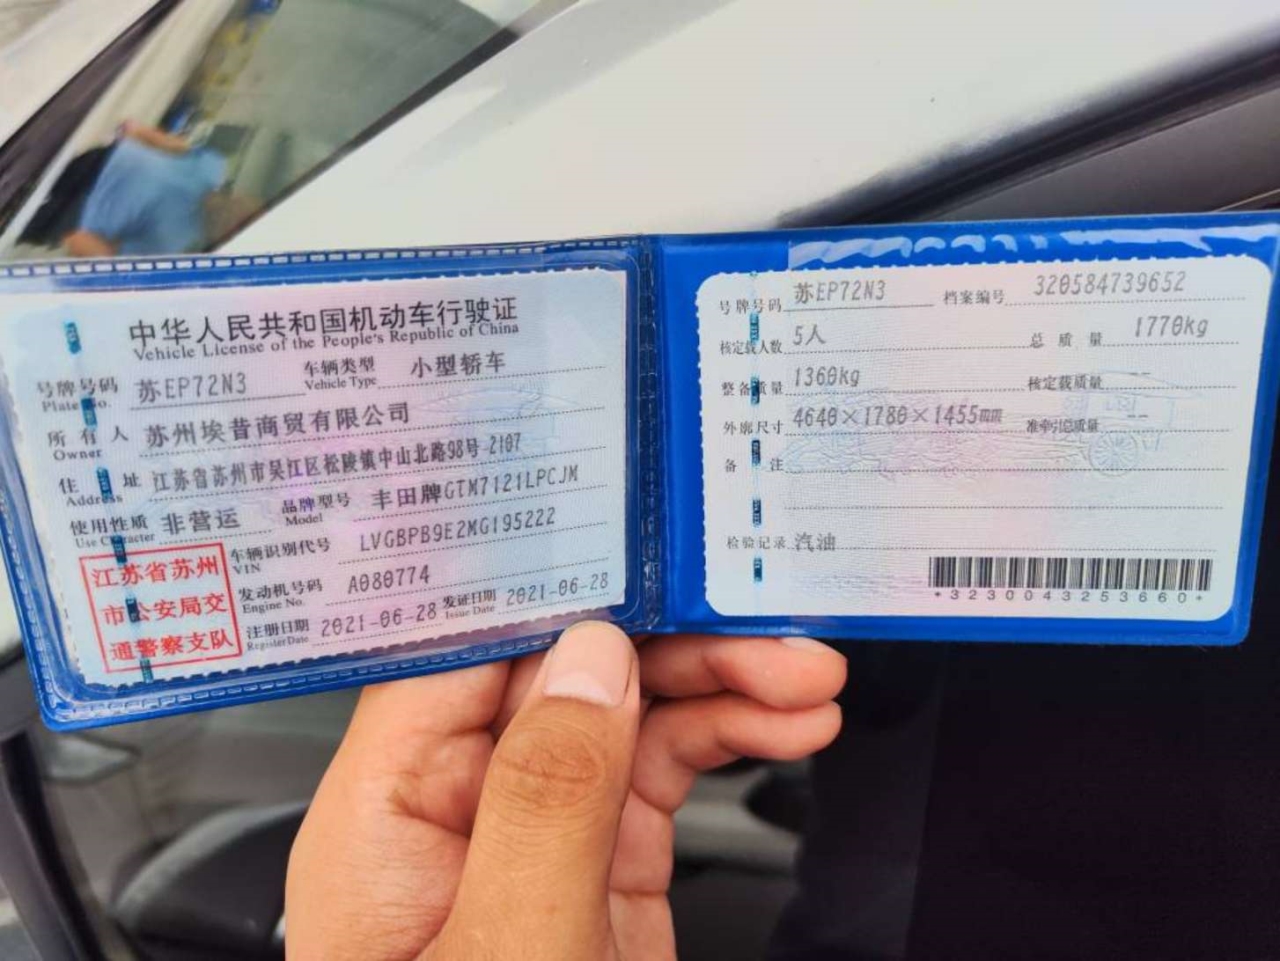 中华人民共和国机动车行驶证
Vehicle License of the People's Republic of China
号牌号码 苏EP72N3 车辆类型 小型轿车
Plate No. Vehicle Type
所有人 苏州埃昔商贸有限公司
Owner
住址 江苏省苏州市吴江区松陵镇中山北路98号 2107
Address
使用性质 非营运 品牌型号 丰田牌GTM7121LPCJM
Use Character Model
车辆识别代号 LVGBPB9E2MG195222
VIN
发动机号码 A080774
Engine No.
注册日期 2021-06-28 发证日期 2021-06-28
Register Date Issue Date
江苏省苏州
市公安局交
通警察支队
号牌号码 苏EP72N3 档案编号 320584739652
核定载人数 5人 总质量 1770kg
整备质量 1360kg 核定载质量 --
外廓尺寸 4640×1780×1455mm 准牵引总质量 --
备注
检验记录 汽油
*3230043253660*